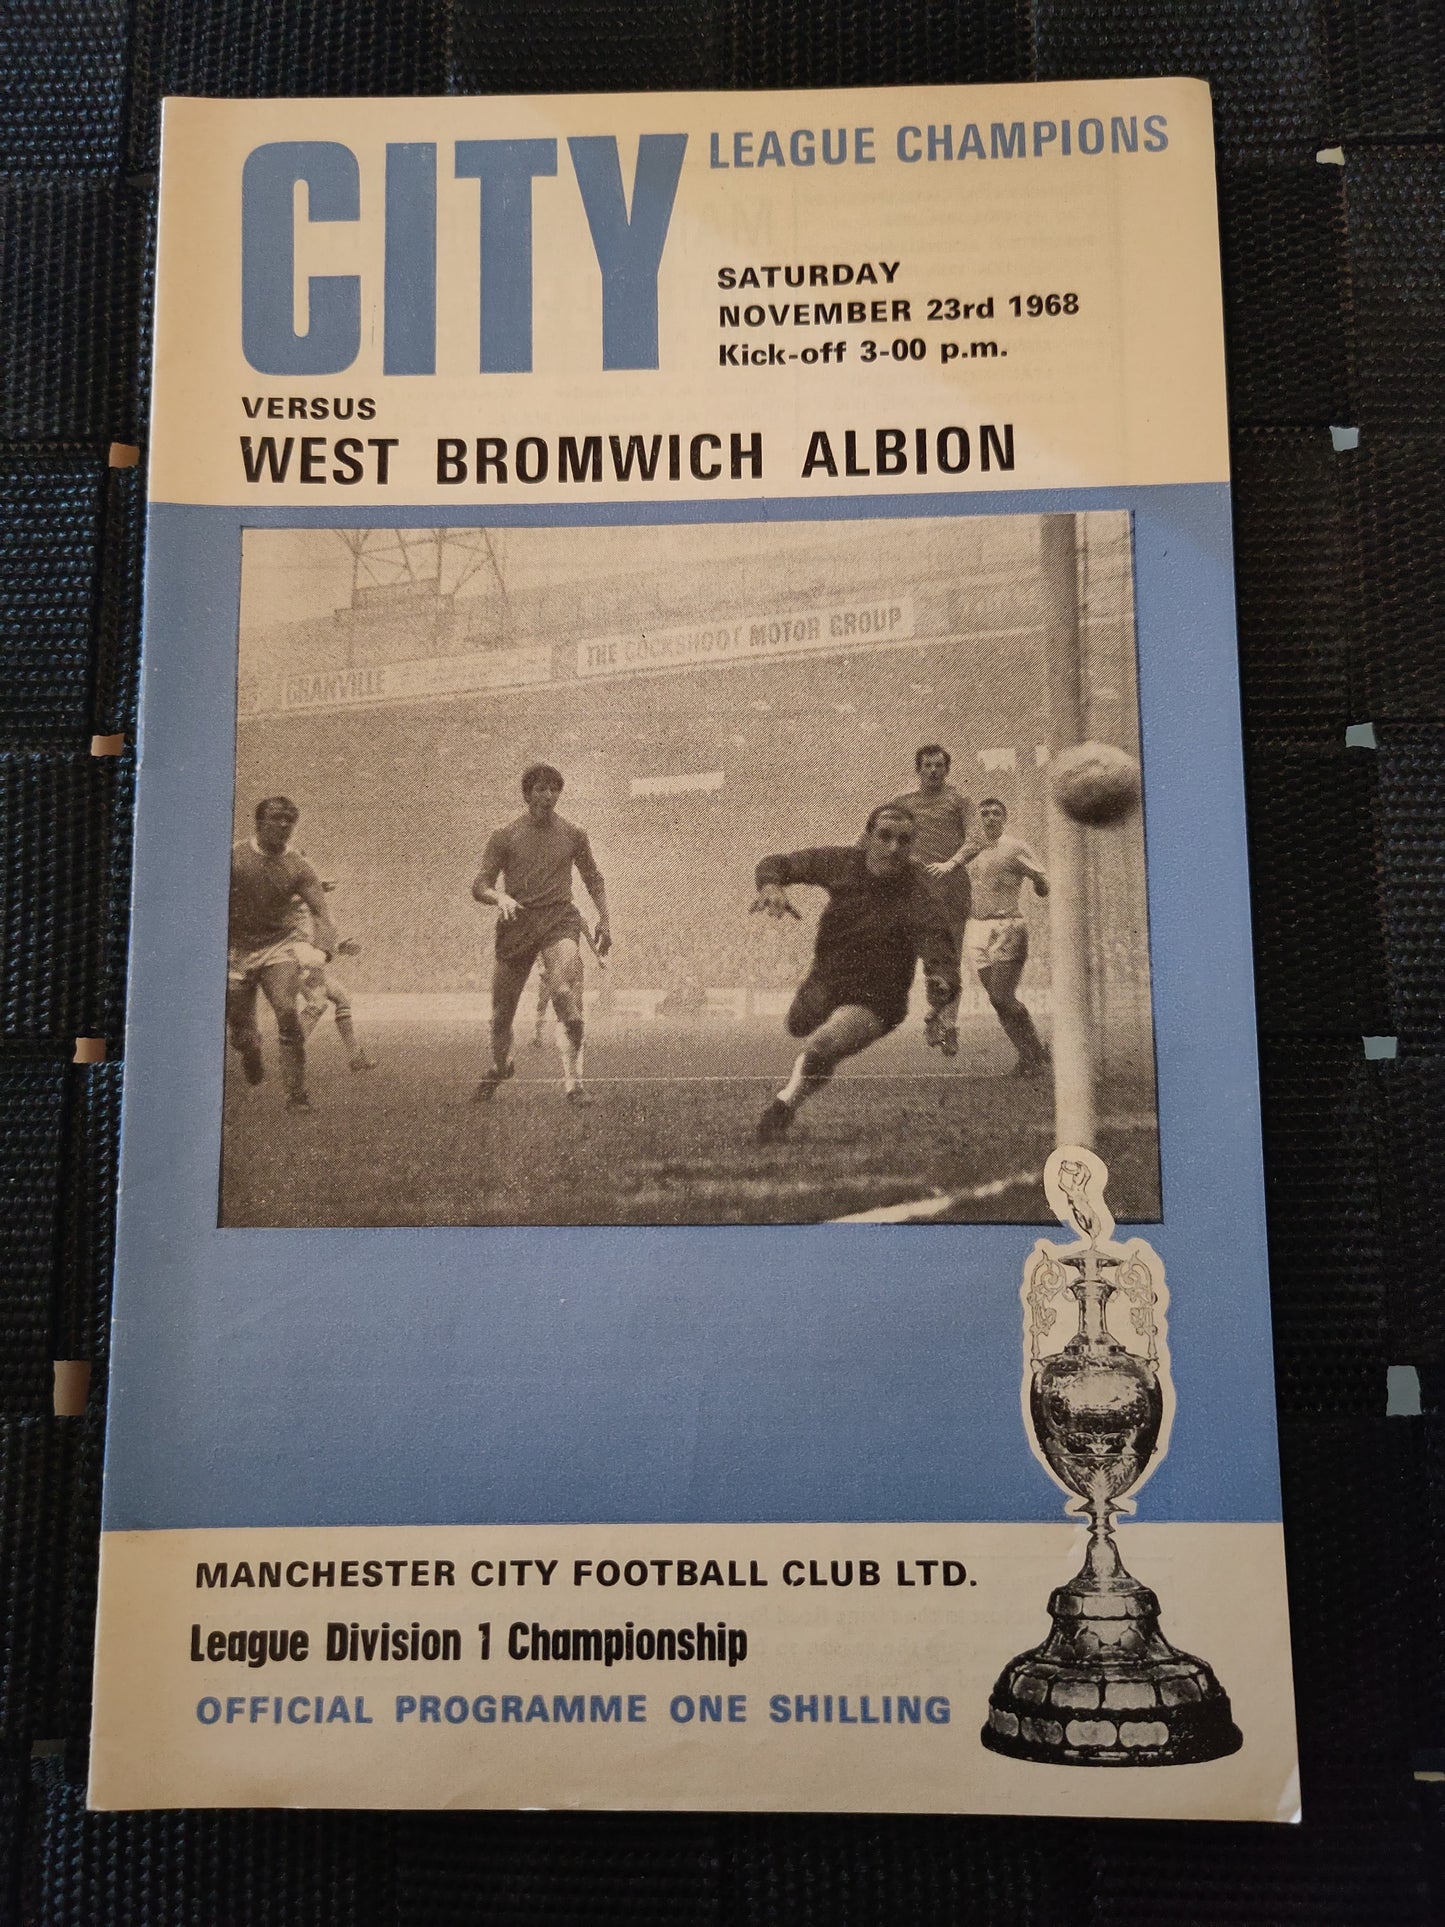 CITY LEAGUE CHAMPIONS
SATURDAY
NOVEMBER 23rd 1968
Kick-off 3-00 p.m.
VERSUS
WEST BROMWICH ALBION
THE COCKSHOOT MOTOR GROUP
GRANVILLE
MANCHESTER CITY FOOTBALL CLUB LTD.
League Division 1 Championship
OFFICIAL PROGRAMME ONE SHILLING